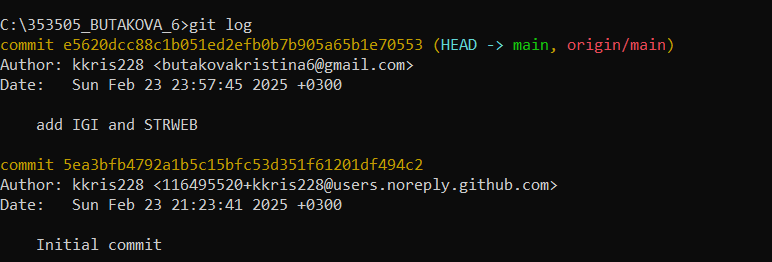 C:\353505_BUTAKOVA_6>git log
commit e5620dcc88c1b051ed2efb0b7b905a65b1e70553 (HEAD -> main, origin/main)
Author: kkris228 <butakovakristina6@gmail.com>
Date:   Sun Feb 23 23:57:45 2025 +0300
add IGI and STRWEB
commit 5ea3bfb4792a1b5c15bfc53d351f61201df494c2
Author: kkris228 <116495520+kkris228@users.noreply.github.com>
Date:   Sun Feb 23 21:23:41 2025 +0300
Initial commit